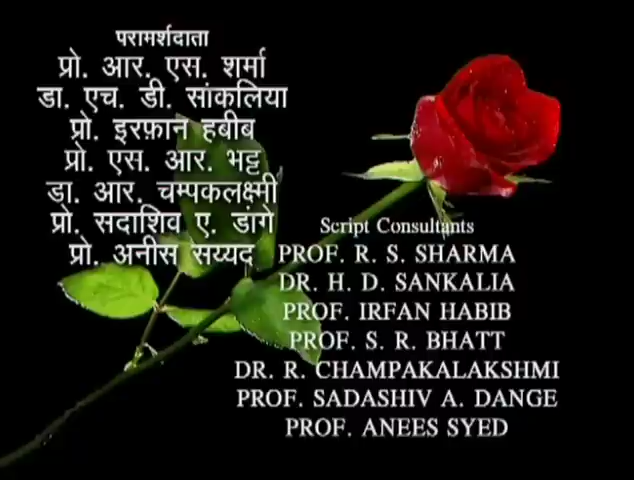 परामर्शदाता
प्रो. आर. एस. शर्मा
डा. एच. डी. सांकलिया
प्रो. इरफ़ान हबीब
प्रो. एस. आर. भट्ट
डा. आर. चम्पकलक्ष्मी
प्रो. सदाशिव ए. डांगे
प्रो. अनीस सय्यद
Script Consultants
PROF. R. S. SHARMA
DR. H. D. SANKALIA
PROF. IRFAN HABIB
PROF. S. R. BHATT
DR. R. CHAMPAKALAKSHMI
PROF. SADASHIV A. DANGE
PROF. ANEES SYED